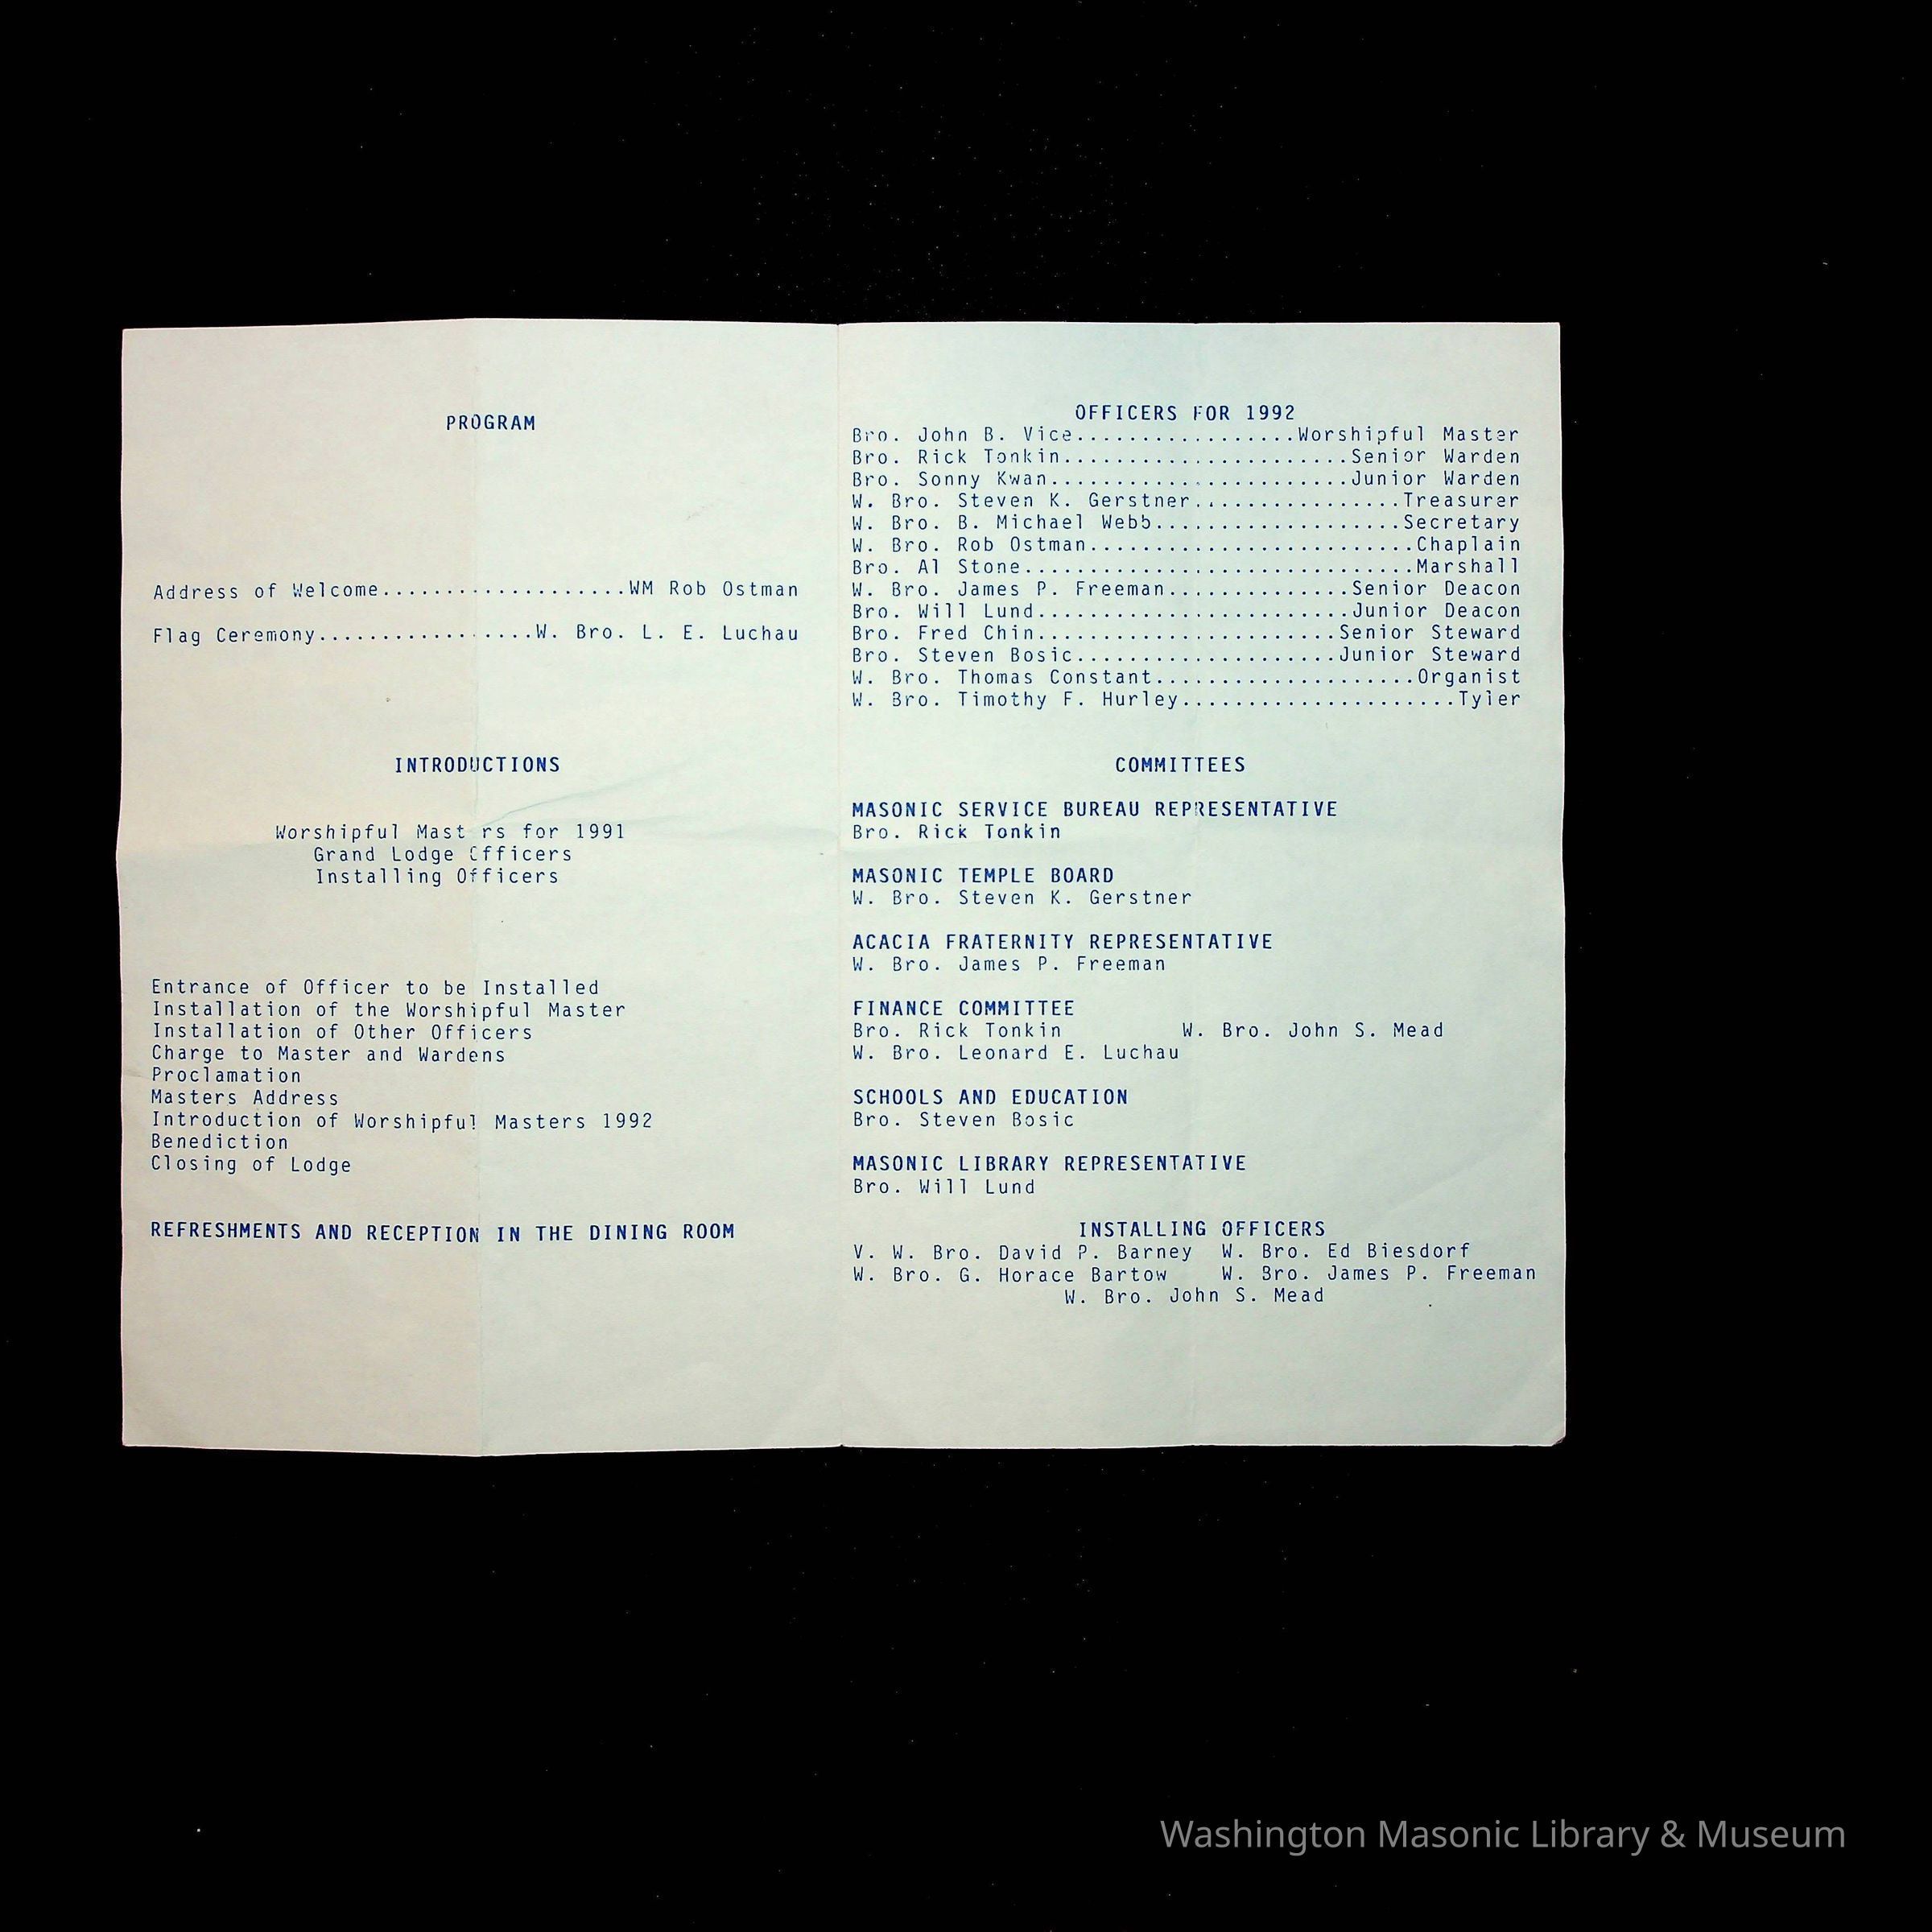 PROGRAM
Address of Welcome....................WM Rob Ostman
Flag Ceremony.................W. Bro. L. E. Luchau
INTRODUCTIONS
Worshipful Mast rs for 1991
Grand Lodge Officers
Installing Officers
Entrance of Officer to be Installed
Installation of the Worshipful Master
Installation of Other Officers
Charge to Master and Wardens
Proclamation
Masters Address
Introduction of Worshipful Masters 1992
Benediction
Closing of Lodge
REFRESHMENTS AND RECEPTION IN THE DINING ROOM
OFFICERS FOR 1992
Bro. John B. Vice.................Worshipful Master
Bro. Rick Tonkin......................Senior Warden
Bro. Sonny Kwan.......................Junior Warden
W. Bro. Steven K. Gerstner................Treasurer
W. Bro. B. Michael Webb...................Secretary
W. Bro. Rob Ostman.........................Chaplain
Bro. Al Stone..............................Marshall
W. Bro. James P. Freeman..............Senior Deacon
Bro. Will Lund........................Junior Deacon
Bro. Fred Chin.......................Senior Steward
Bro. Steven Bosic....................Junior Steward
W. Bro. Thomas Constant....................Organist
W. Bro. Timothy F. Hurley.....................Tyler
COMMITTEES
MASONIC SERVICE BUREAU REPRESENTATIVE
Bro. Rick Tonkin
MASONIC TEMPLE BOARD
W. Bro. Steven K. Gerstner
ACACIA FRATERNITY REPRESENTATIVE
W. Bro. James P. Freeman
FINANCE COMMITTEE
Bro. Rick Tonkin W. Bro. John S. Mead
W. Bro. Leonard E. Luchau
SCHOOLS AND EDUCATION
Bro. Steven Bosic
MASONIC LIBRARY REPRESENTATIVE
Bro. Will Lund
INSTALLING OFFICERS
V. W. Bro. David P. Barney W. Bro. Ed Biesdorf
W. Bro. G. Horace Bartow W. Bro. James P. Freeman
W. Bro. John S. Mead
Washington Masonic Library & Museum